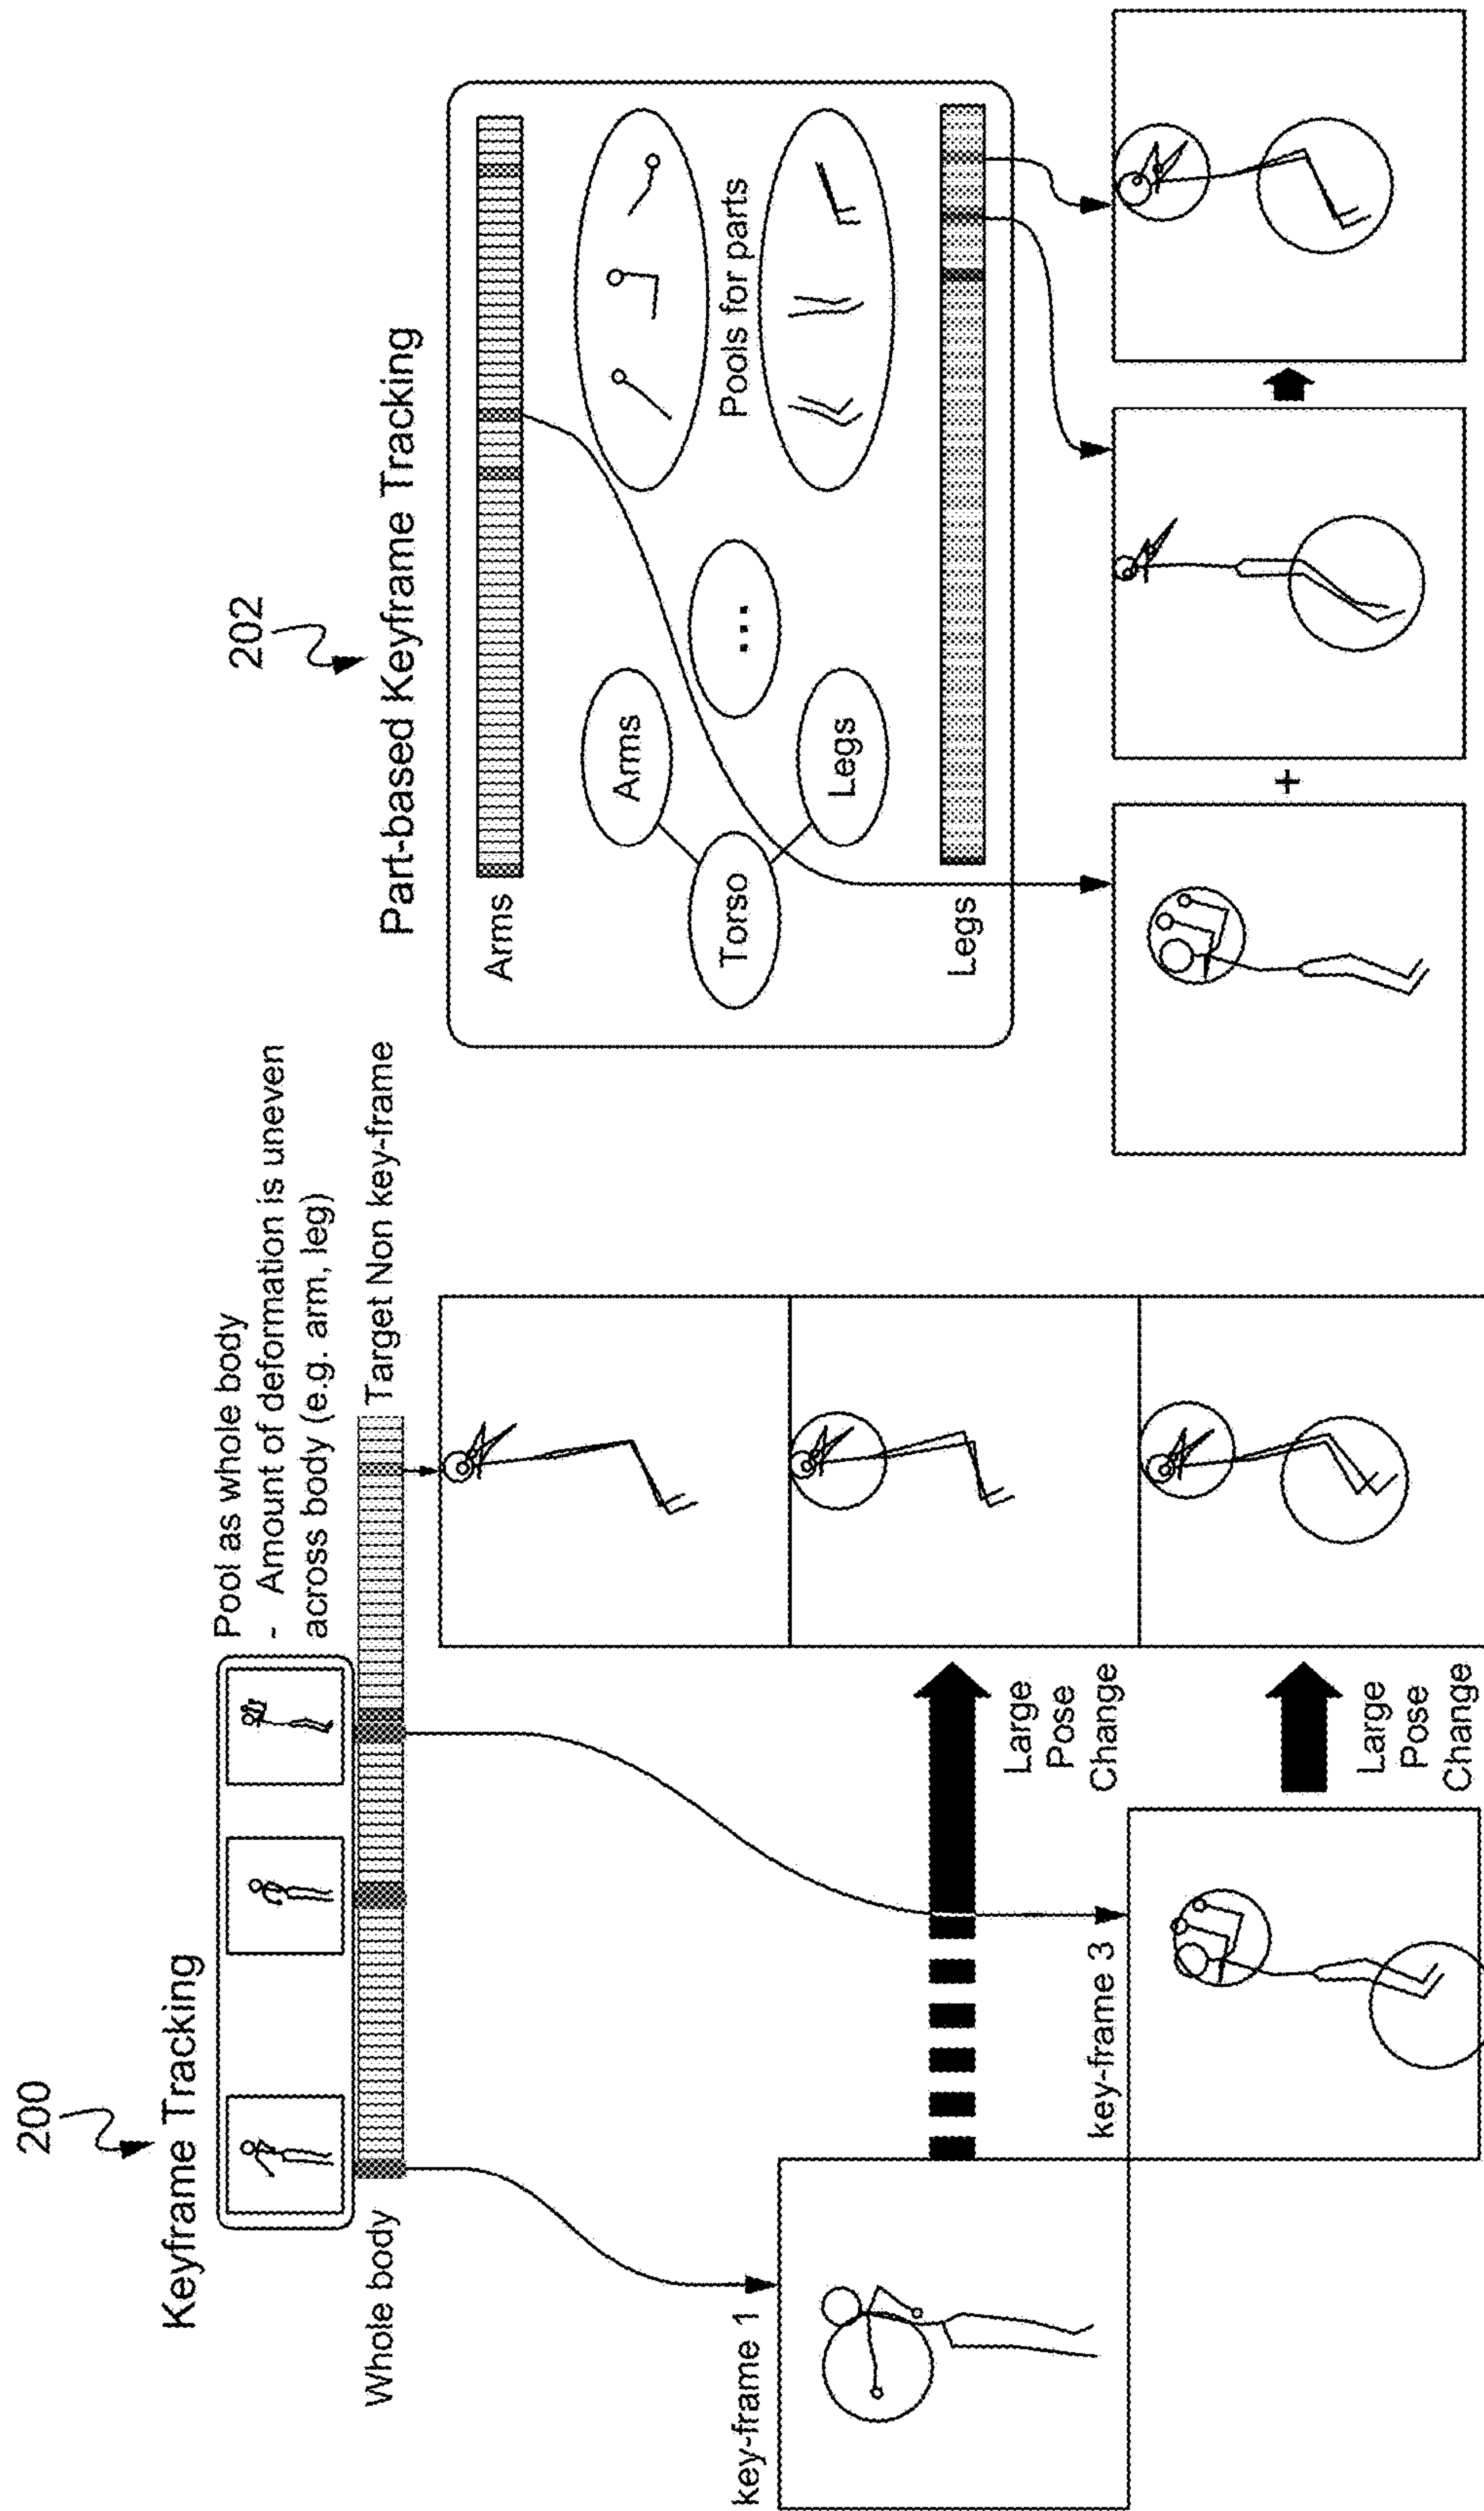 200
Keyframe Tracking
Pool as whole body
- Amount of deformation is uneven
across body (e.g. arm, leg)
Whole body
Target Non key-frame
key-frame 1
Large
Pose
Change
key-frame 3
Large
Pose
Change
202
Part-based Keyframe Tracking
Arms
Arms
Torso
...
Legs
Pools for parts
Legs
+